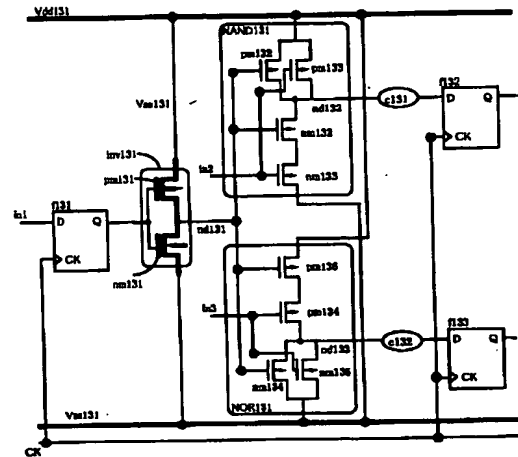 Vdd131
NAND131
pm132
pm133
Vss131
nd132
c131
f132
D Q
CK
nm132
inv131
pm131
in2
nm133
in1
f131
D Q
CK
nd131
nm131
pm136
in3
pm134
nd133
c132
f133
D Q
CK
nm134
nm135
NOR131
Vss131
CK